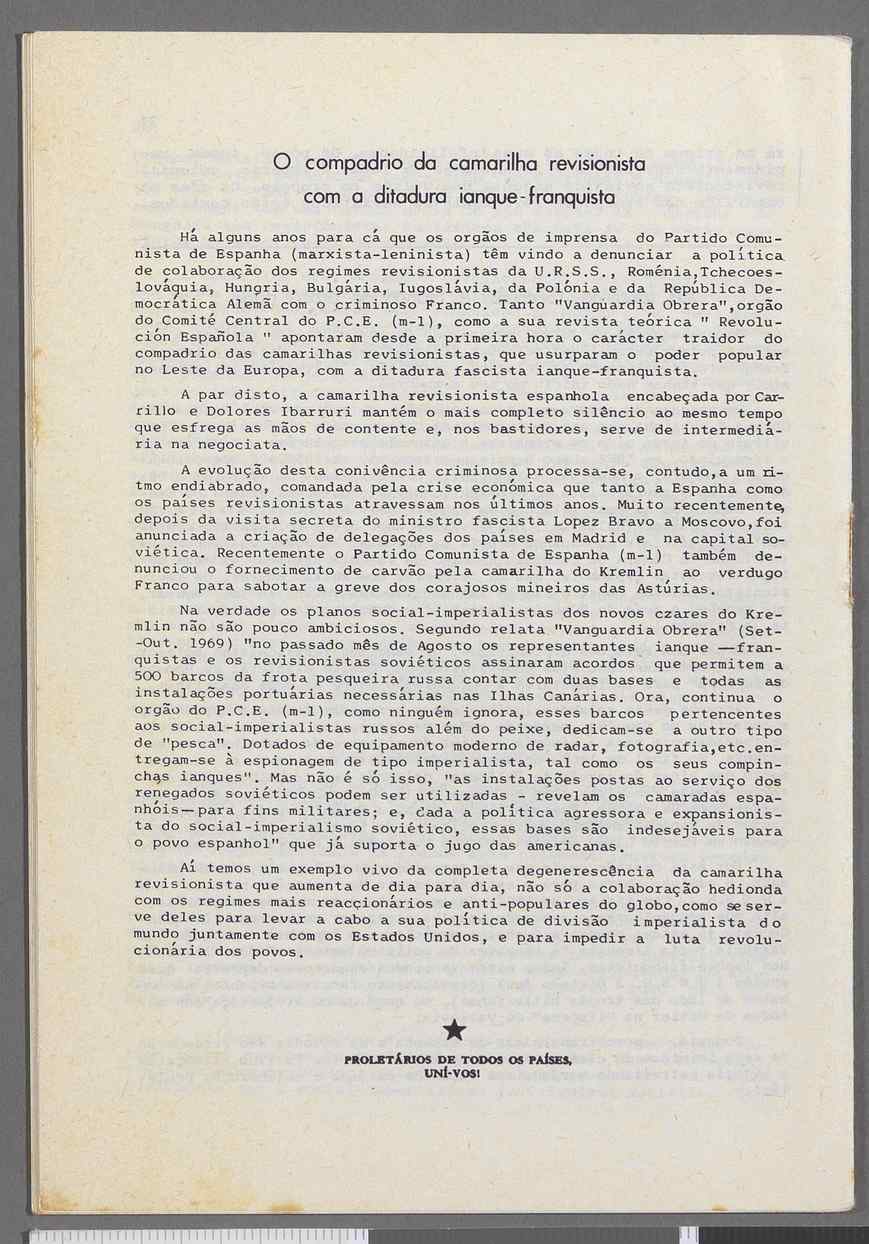 O compadrio da camarilha revisionista
com a ditadura ianque-franquista
Há alguns anos para cá que os orgãos de imprensa do Partido Comu-
nista de Espanha (marxista-leninista) têm vindo a denunciar a política
de colaboração dos regimes revisionistas da U.R.S.S., Roménia,Tchecoes-
lováquia, Hungria, Bulgária, Iugoslávia, da Polónia e da República De-
mocrática Alemã com o criminoso Franco. Tanto "Vanguardia Obrera",orgão
do Comité Central do P.C.E. (m-l), como a sua revista teórica " Revolu-
ción Española " apontaram desde a primeira hora o carácter traidor do
compadrio das camarilhas revisionistas, que usurparam o poder popular
no Leste da Europa, com a ditadura fascista ianque-franquista.
A par disto, a camarilha revisionista espanhola encabeçada por Car-
rillo e Dolores Ibarruri mantém o mais completo silêncio ao mesmo tempo
que esfrega as mãos de contente e, nos bastidores, serve de intermediá-
ria na negociata.
A evolução desta conivência criminosa processa-se, contudo,a um ri-
tmo endiabrado, comandada pela crise económica que tanto a Espanha como
os países revisionistas atravessam nos últimos anos. Muito recentemente,
depois da visita secreta do ministro fascista Lopez Bravo a Moscovo,foi
anunciada a criação de delegações dos países em Madrid e na capital so-
viética. Recentemente o Partido Comunista de Espanha (m-l) também de-
nunciou o fornecimento de carvão pela camarilha do Kremlin ao verdugo
Franco para sabotar a greve dos corajosos mineiros das Astúrias.
Na verdade os planos social-imperialistas dos novos czares do Kre-
mlin não são pouco ambiciosos. Segundo relata "Vanguardia Obrera" (Set-
-Out. 1969) "no passado mês de Agosto os representantes ianque —fran-
quistas e os revisionistas soviéticos assinaram acordos que permitem a
500 barcos da frota pesqueira russa contar com duas bases e todas as
instalações portuárias necessárias nas Ilhas Canárias. Ora, continua o
orgão do P.C.E. (m-l), como ninguém ignora, esses barcos pertencentes
aos social-imperialistas russos além do peixe, dedicam-se a outro tipo
de "pesca". Dotados de equipamento moderno de radar, fotografia,etc.en-
tregam-se à espionagem de tipo imperialista, tal como os seus compin-
chas ianques". Mas não é só isso, "as instalações postas ao serviço dos
renegados soviéticos podem ser utilizadas - revelam os camaradas espa-
nhóis—para fins militares; e, dada a política agressora e expansionis-
ta do social-imperialismo soviético, essas bases são indesejáveis para
o povo espanhol" que já suporta o jugo das americanas.
Aí temos um exemplo vivo da completa degenerescência da camarilha
revisionista que aumenta de dia para dia, não só a colaboração hedionda
com os regimes mais reaccionários e anti-populares do globo,como se ser-
ve deles para levar a cabo a sua política de divisão imperialista do
mundo juntamente com os Estados Unidos, e para impedir a luta revolu-
cionária dos povos.
PROLETÁRIOS DE TODOS OS PAÍSES,
UNÍ-VOS!